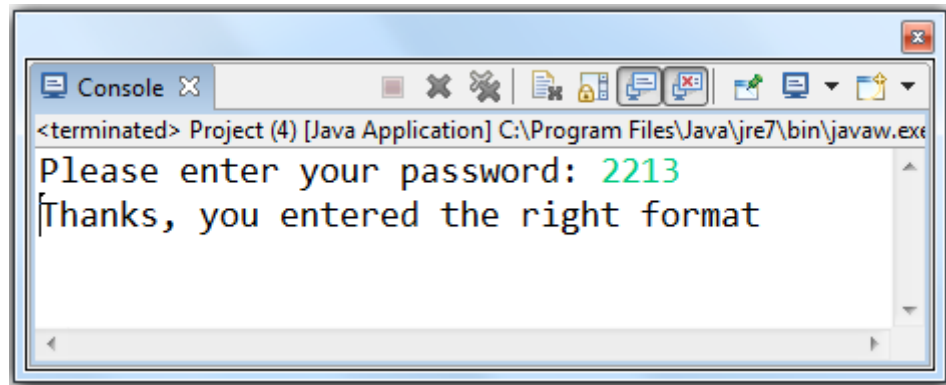 Console
<terminated> Project (4) [Java Application] C:\Program Files\Java\jre7\bin\javaw.exe
Please enter your password: 2213
Thanks, you entered the right format